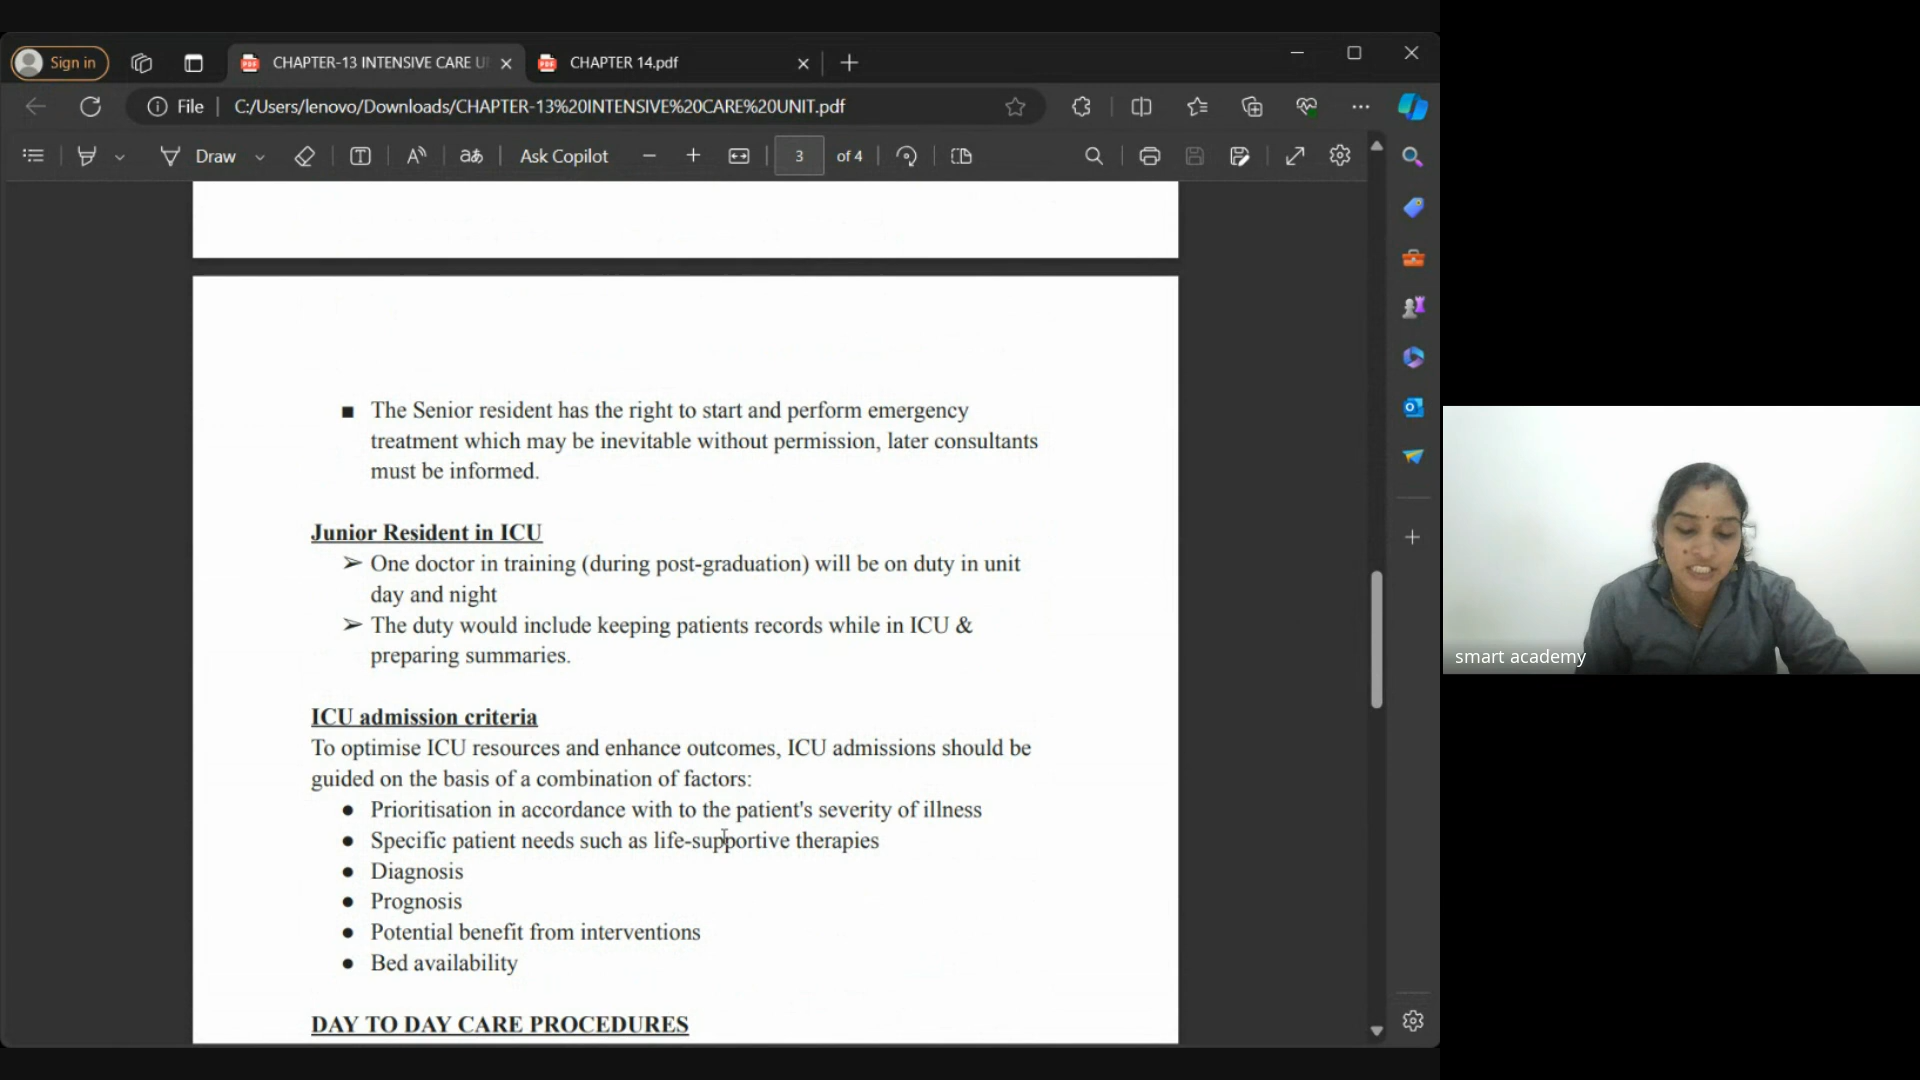 Sign in
CHAPTER-13 INTENSIVE CARE U
CHAPTER 14.pdf
File
C:/Users/lenovo/Downloads/CHAPTER-13%20INTENSIVE%20CARE%20UNIT.pdf
Draw
Ask Copilot
3 of 4
■ The Senior resident has the right to start and perform emergency
treatment which may be inevitable without permission, later consultants
must be informed.
Junior Resident in ICU
➢ One doctor in training (during post-graduation) will be on duty in unit
day and night
➢ The duty would include keeping patients records while in ICU &
preparing summaries.
ICU admission criteria
To optimise ICU resources and enhance outcomes, ICU admissions should be
guided on the basis of a combination of factors:
● Prioritisation in accordance with to the patient's severity of illness
● Specific patient needs such as life-supportive therapies
● Diagnosis
● Prognosis
● Potential benefit from interventions
● Bed availability
DAY TO DAY CARE PROCEDURES
smart academy